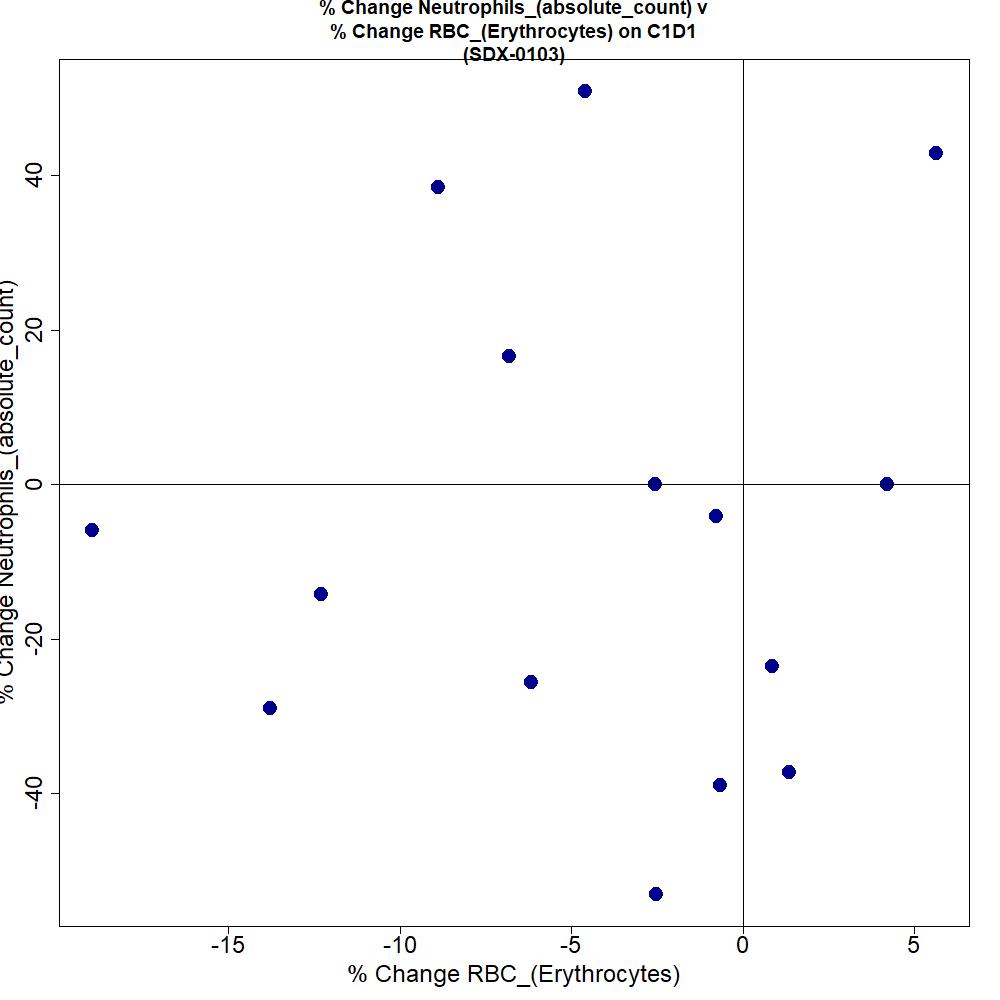 % Change Neutrophils_(absolute_count) v
% Change RBC_(Erythrocytes) on C1D1
(SDX-0103)
% Change Neutrophils_(absolute_count)
40
20
0
-20
-40
-15
-10
-5
0
5
% Change RBC_(Erythrocytes)